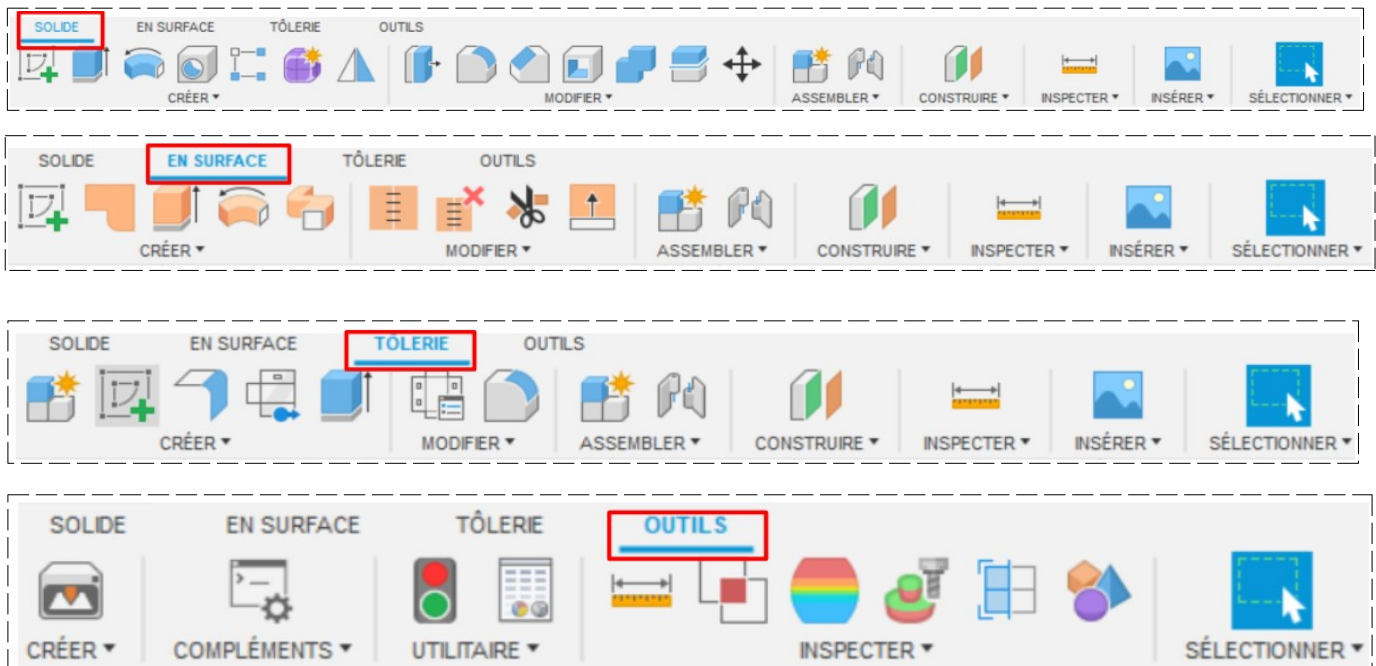 SOLIDE EN SURFACE TÔLERIE OUTILS
CRÉER MODIFIER ASSEMBLER CONSTRUIRE INSPECTER INSÉRER SÉLECTIONNER
SOLIDE EN SURFACE TÔLERIE OUTILS
CRÉER MODIFIER ASSEMBLER CONSTRUIRE INSPECTER INSÉRER SÉLECTIONNER
SOLIDE EN SURFACE TÔLERIE OUTILS
CRÉER MODIFIER ASSEMBLER CONSTRUIRE INSPECTER INSÉRER SÉLECTIONNER
SOLIDE EN SURFACE TÔLERIE OUTILS
CRÉER COMPLÉMENTS UTILITAIRE INSPECTER SÉLECTIONNER